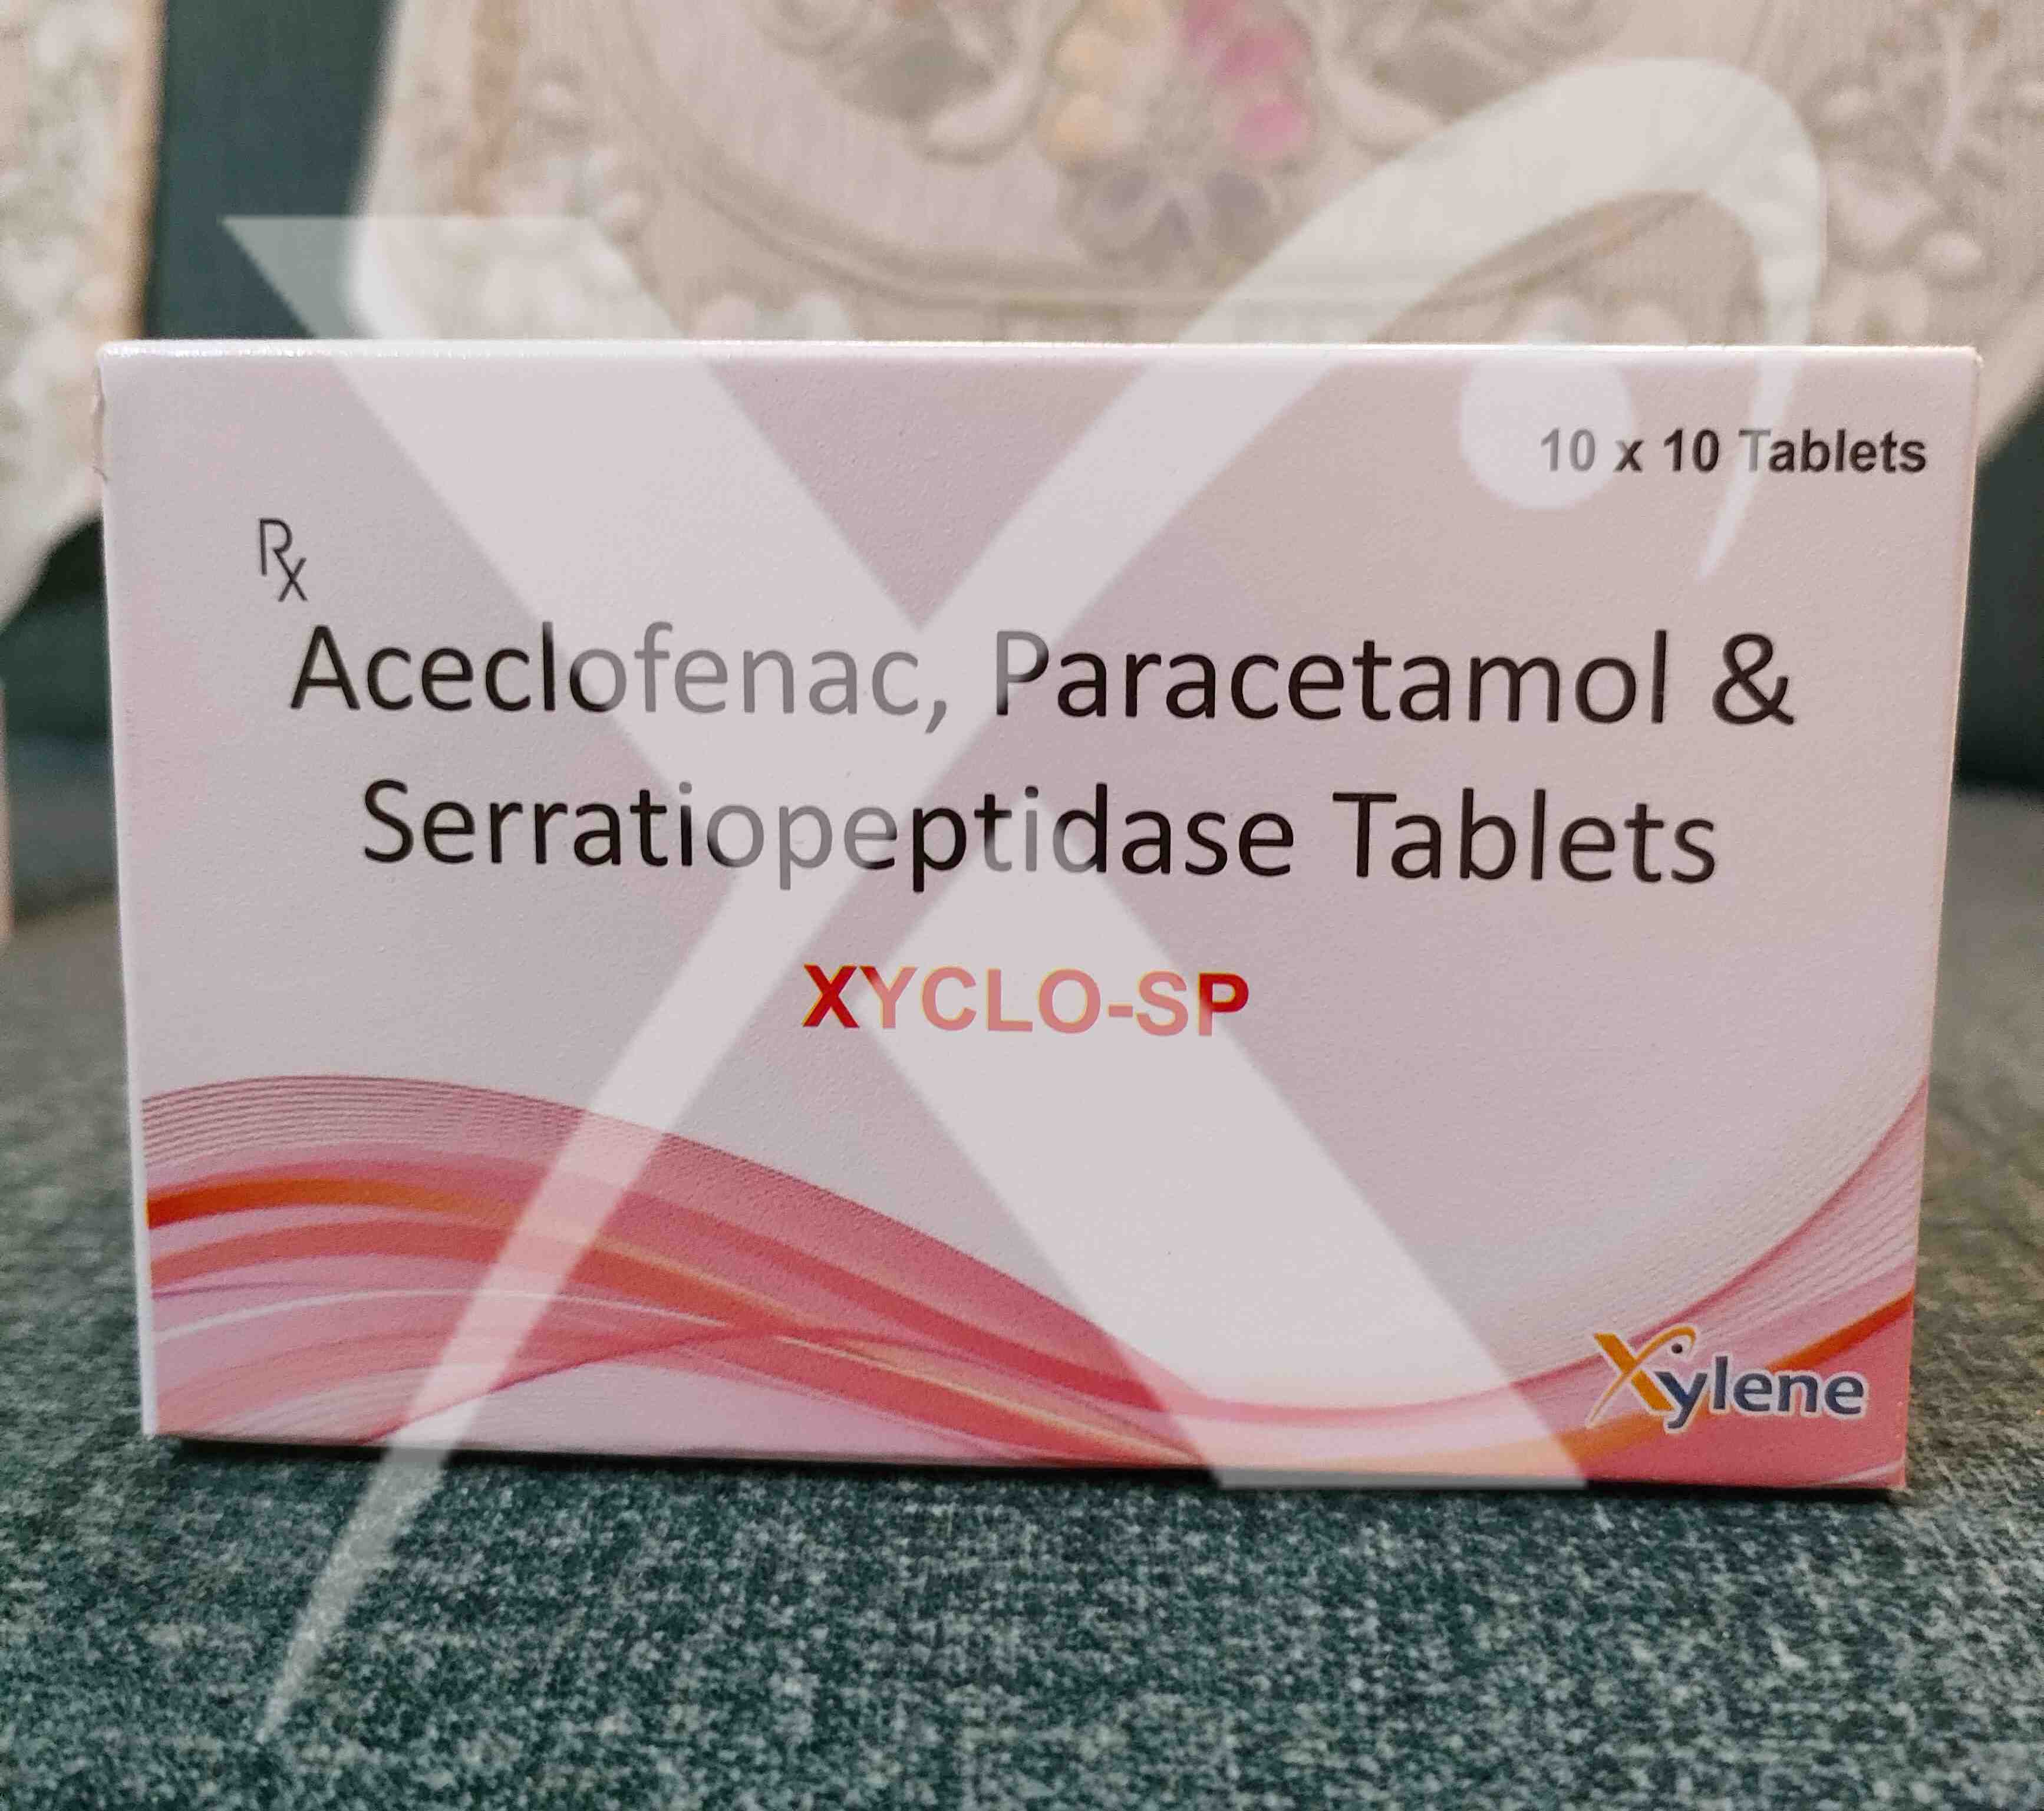 10 x 10 Tablets
Rx
Aceclofenac, Paracetamol &
Serratiopeptidase Tablets
XYCLO-SP
Xylene